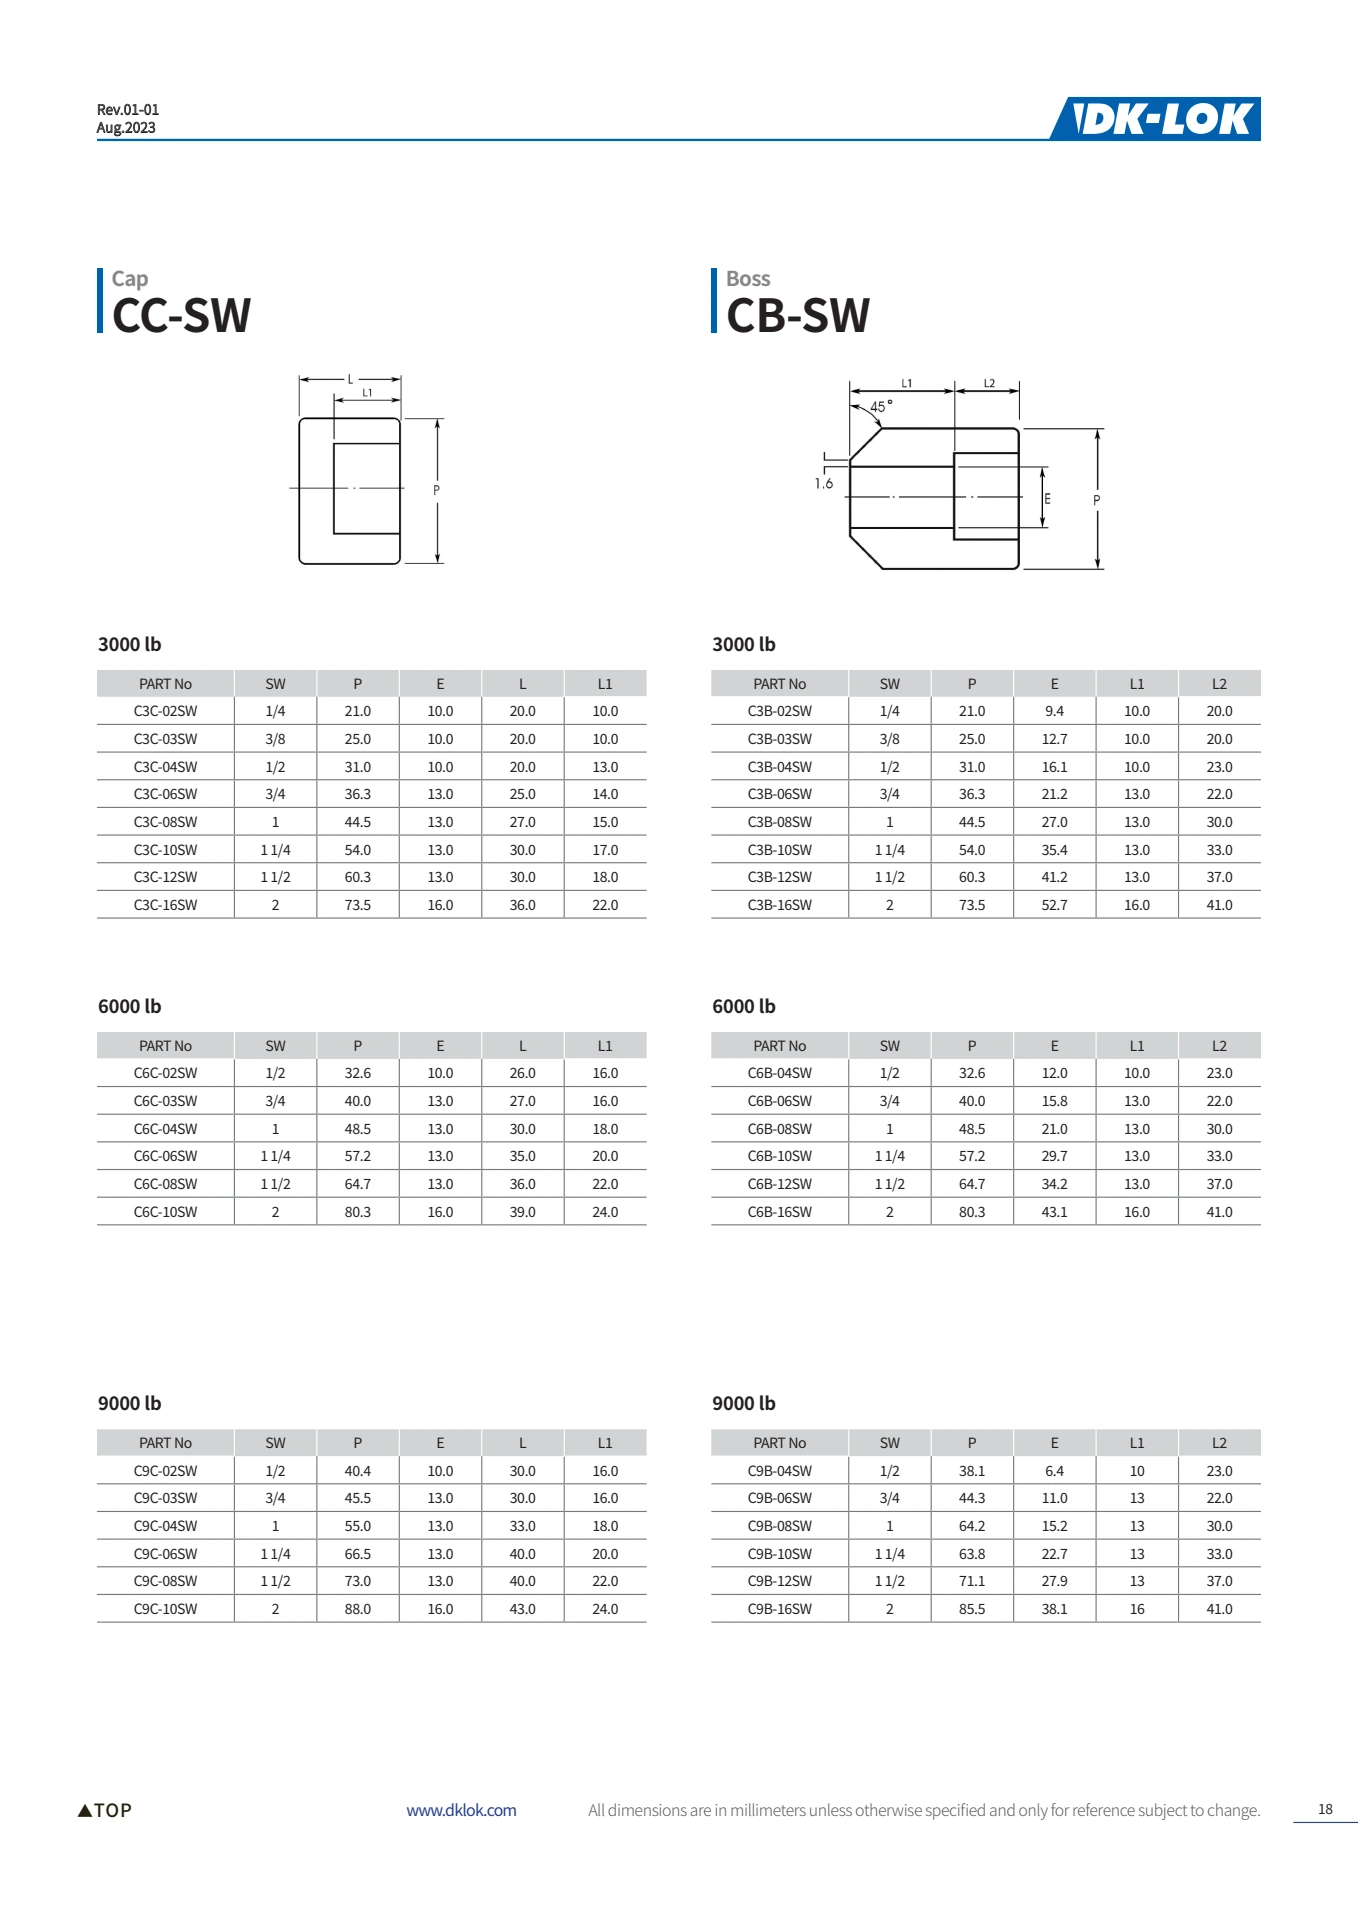 Rev.01-01
Aug.2023
DK-LOK
Cap
CC-SW
L
L1
P
3000 lb
PART No SW P E L L1
C3C-02SW 1/4 21.0 10.0 20.0 10.0
C3C-03SW 3/8 25.0 10.0 20.0 10.0
C3C-04SW 1/2 31.0 10.0 20.0 13.0
C3C-06SW 3/4 36.3 13.0 25.0 14.0
C3C-08SW 1 44.5 13.0 27.0 15.0
C3C-10SW 1 1/4 54.0 13.0 30.0 17.0
C3C-12SW 1 1/2 60.3 13.0 30.0 18.0
C3C-16SW 2 73.5 16.0 36.0 22.0
6000 lb
PART No SW P E L L1
C6C-02SW 1/2 32.6 10.0 26.0 16.0
C6C-03SW 3/4 40.0 13.0 27.0 16.0
C6C-04SW 1 48.5 13.0 30.0 18.0
C6C-06SW 1 1/4 57.2 13.0 35.0 20.0
C6C-08SW 1 1/2 64.7 13.0 36.0 22.0
C6C-10SW 2 80.3 16.0 39.0 24.0
9000 lb
PART No SW P E L L1
C9C-02SW 1/2 40.4 10.0 30.0 16.0
C9C-03SW 3/4 45.5 13.0 30.0 16.0
C9C-04SW 1 55.0 13.0 33.0 18.0
C9C-06SW 1 1/4 66.5 13.0 40.0 20.0
C9C-08SW 1 1/2 73.0 13.0 40.0 22.0
C9C-10SW 2 88.0 16.0 43.0 24.0
Boss
CB-SW
L1 L2
45°
1.6
E
P
3000 lb
PART No SW P E L1 L2
C3B-02SW 1/4 21.0 9.4 10.0 20.0
C3B-03SW 3/8 25.0 12.7 10.0 20.0
C3B-04SW 1/2 31.0 16.1 10.0 23.0
C3B-06SW 3/4 36.3 21.2 13.0 22.0
C3B-08SW 1 44.5 27.0 13.0 30.0
C3B-10SW 1 1/4 54.0 35.4 13.0 33.0
C3B-12SW 1 1/2 60.3 41.2 13.0 37.0
C3B-16SW 2 73.5 52.7 16.0 41.0
6000 lb
PART No SW P E L1 L2
C6B-04SW 1/2 32.6 12.0 10.0 23.0
C6B-06SW 3/4 40.0 15.8 13.0 22.0
C6B-08SW 1 48.5 21.0 13.0 30.0
C6B-10SW 1 1/4 57.2 29.7 13.0 33.0
C6B-12SW 1 1/2 64.7 34.2 13.0 37.0
C6B-16SW 2 80.3 43.1 16.0 41.0
9000 lb
PART No SW P E L1 L2
C9B-04SW 1/2 38.1 6.4 10 23.0
C9B-06SW 3/4 44.3 11.0 13 22.0
C9B-08SW 1 64.2 15.2 13 30.0
C9B-10SW 1 1/4 63.8 22.7 13 33.0
C9B-12SW 1 1/2 71.1 27.9 13 37.0
C9B-16SW 2 85.5 38.1 16 41.0
▲TOP
www.dklok.com
All dimensions are in millimeters unless otherwise specified and only for reference subject to change.
18